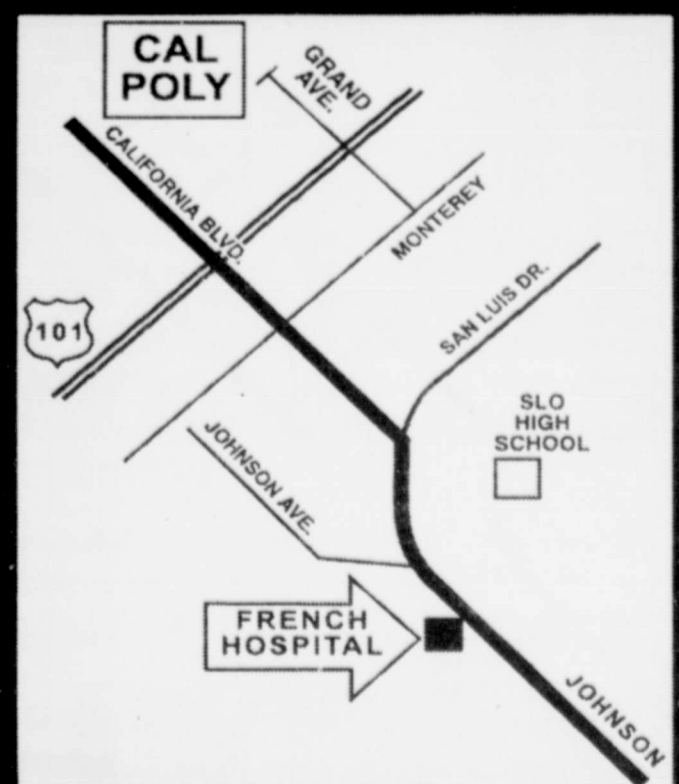 CAL
POLY
GRAND
AVE.
CALIFORNIA BLVD.
MONTEREY
101
SAN LUIS DR.
SLO
HIGH
SCHOOL
JOHNSON AVE.
FRENCH
HOSPITAL
JOHNSON